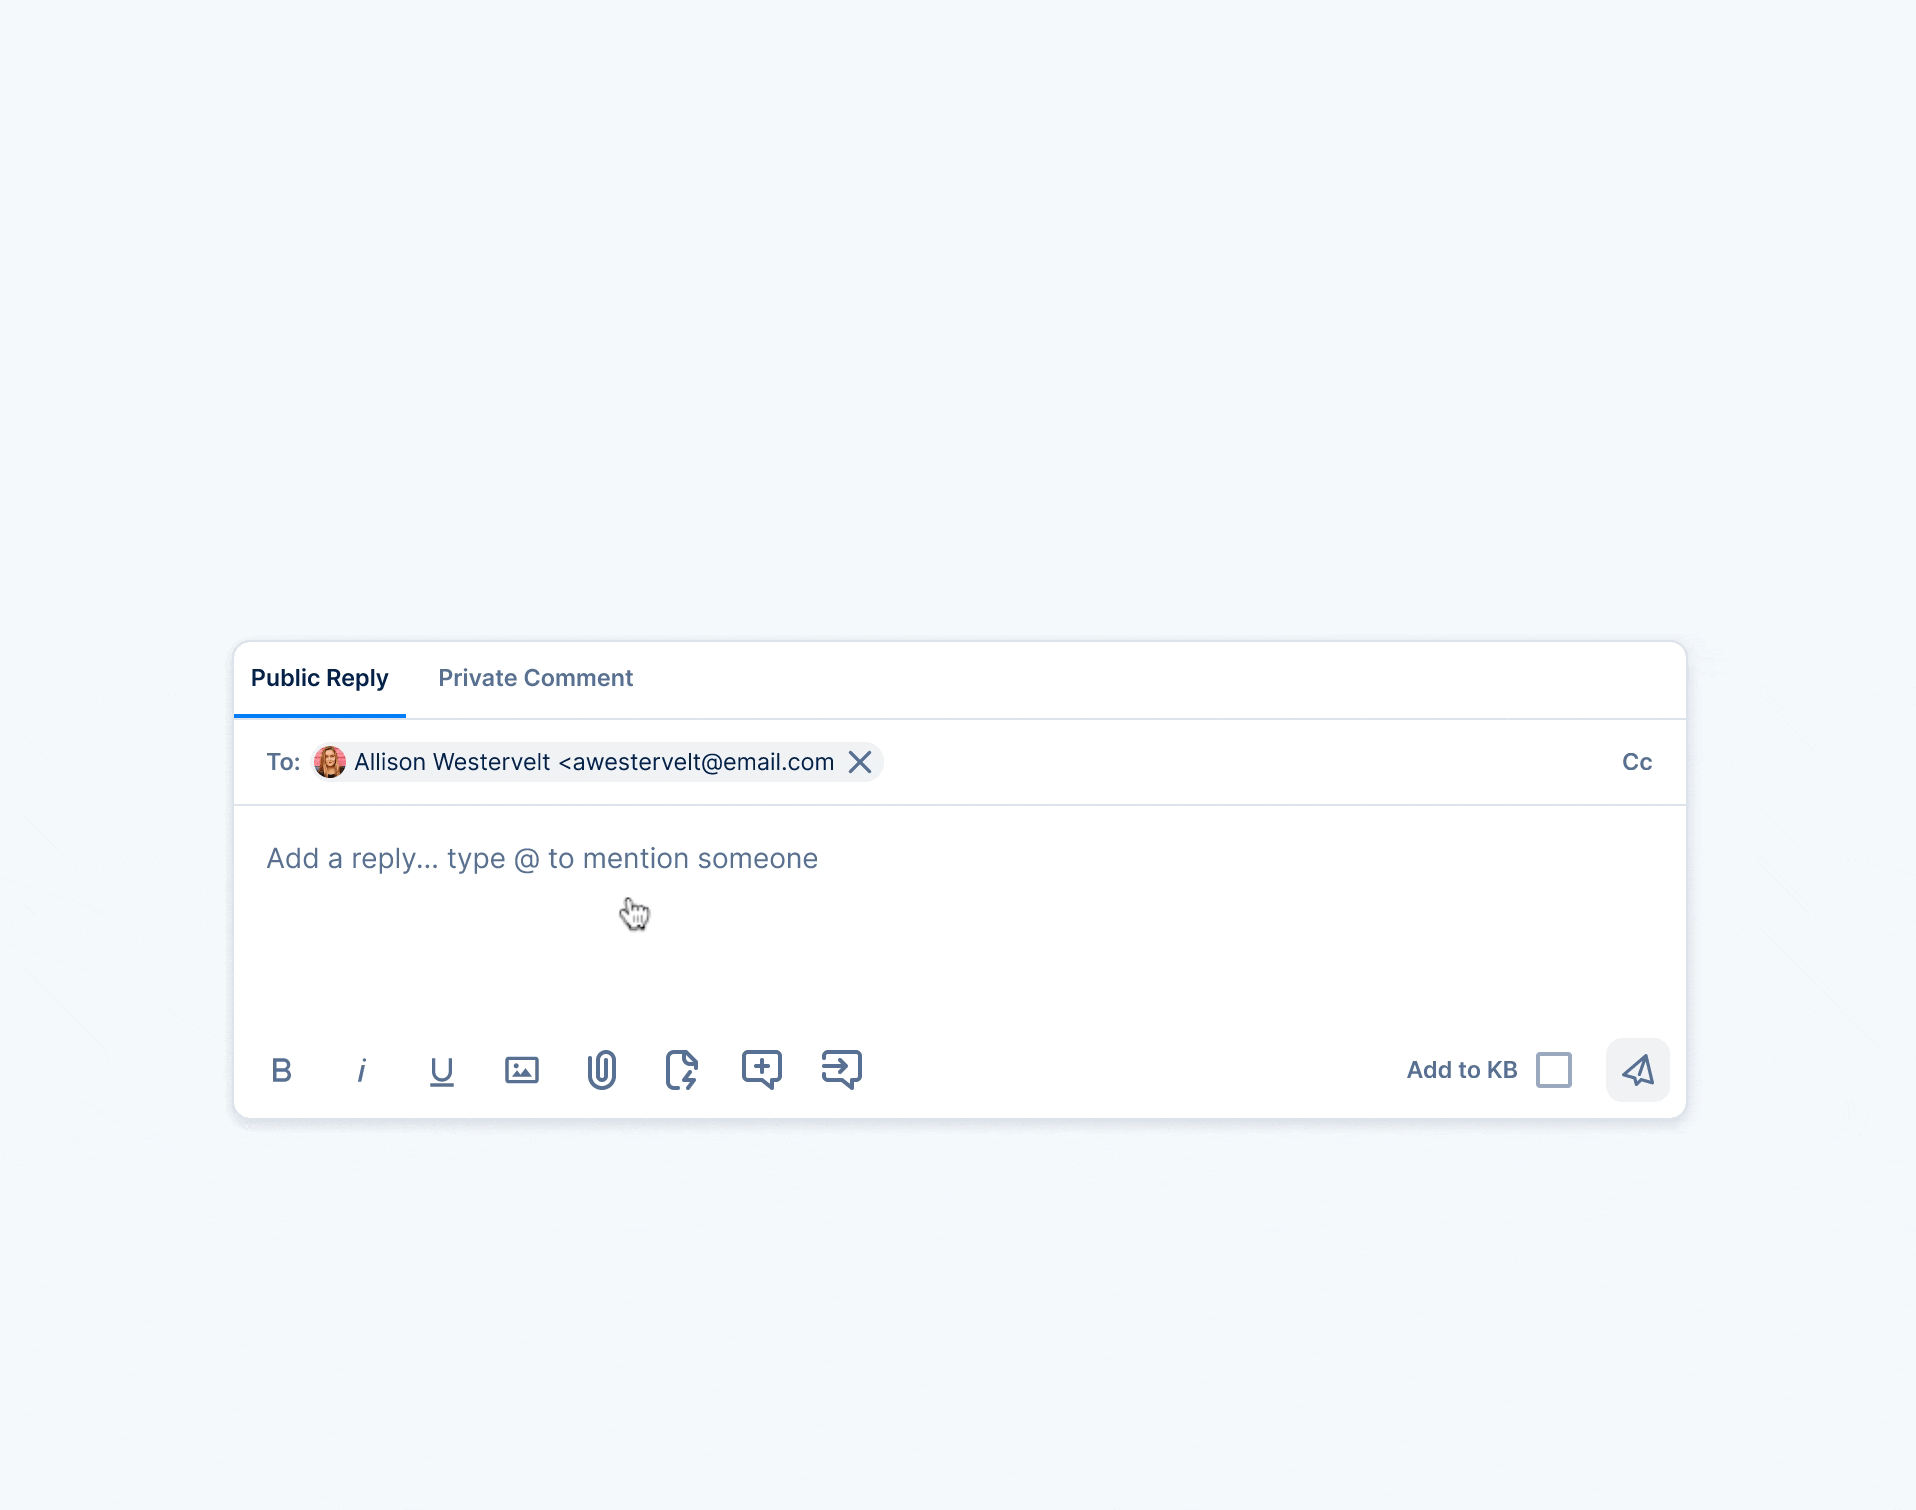 Public Reply Private Comment
To: Allison Westervelt <awestervelt@email.com Cc
Add a reply... type @ to mention someone
B i U Add to KB